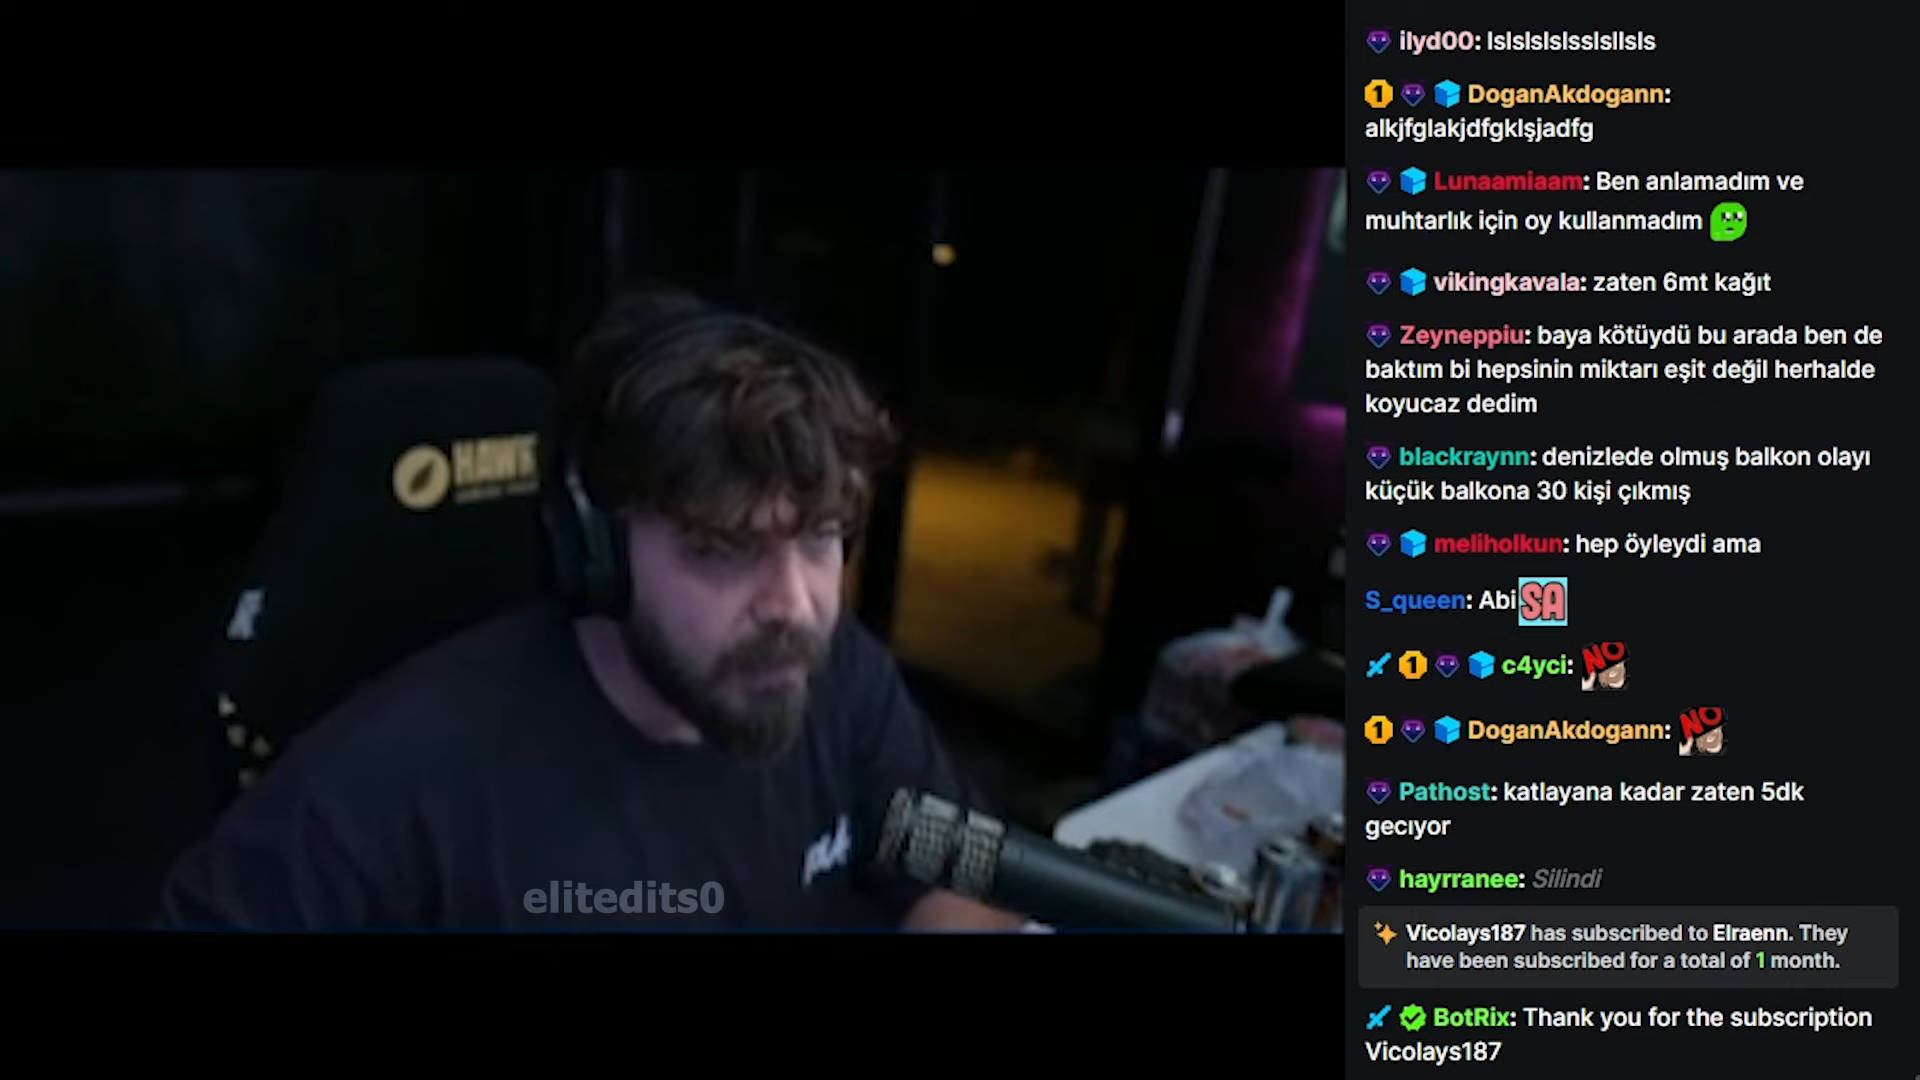 HAWK
elitedits0
ilyd00: lslslslslsslsllsls
DoganAkdogann:
alkjfglakjdfgklşjadfg
Lunaamiaam: Ben anlamadım ve
muhtarlık için oy kullanmadım
vikingkavala: zaten 6mt kağıt
Zeyneppiu: baya kötüydü bu arada ben de
baktım bi hepsinin miktarı eşit değil herhalde
koyucaz dedim
blackraynn: denizlede olmuş balkon olayı
küçük balkona 30 kişi çıkmış
meliholkun: hep öyleydi ama
S_queen: Abi SA
1 c4yci: NO
1 DoganAkdogann: NO
Pathost: katlayana kadar zaten 5dk
gecıyor
hayrranee: Silindi
Vicolays187 has subscribed to Elraenn. They
have been subscribed for a total of 1 month.
BotRix: Thank you for the subscription
Vicolays187